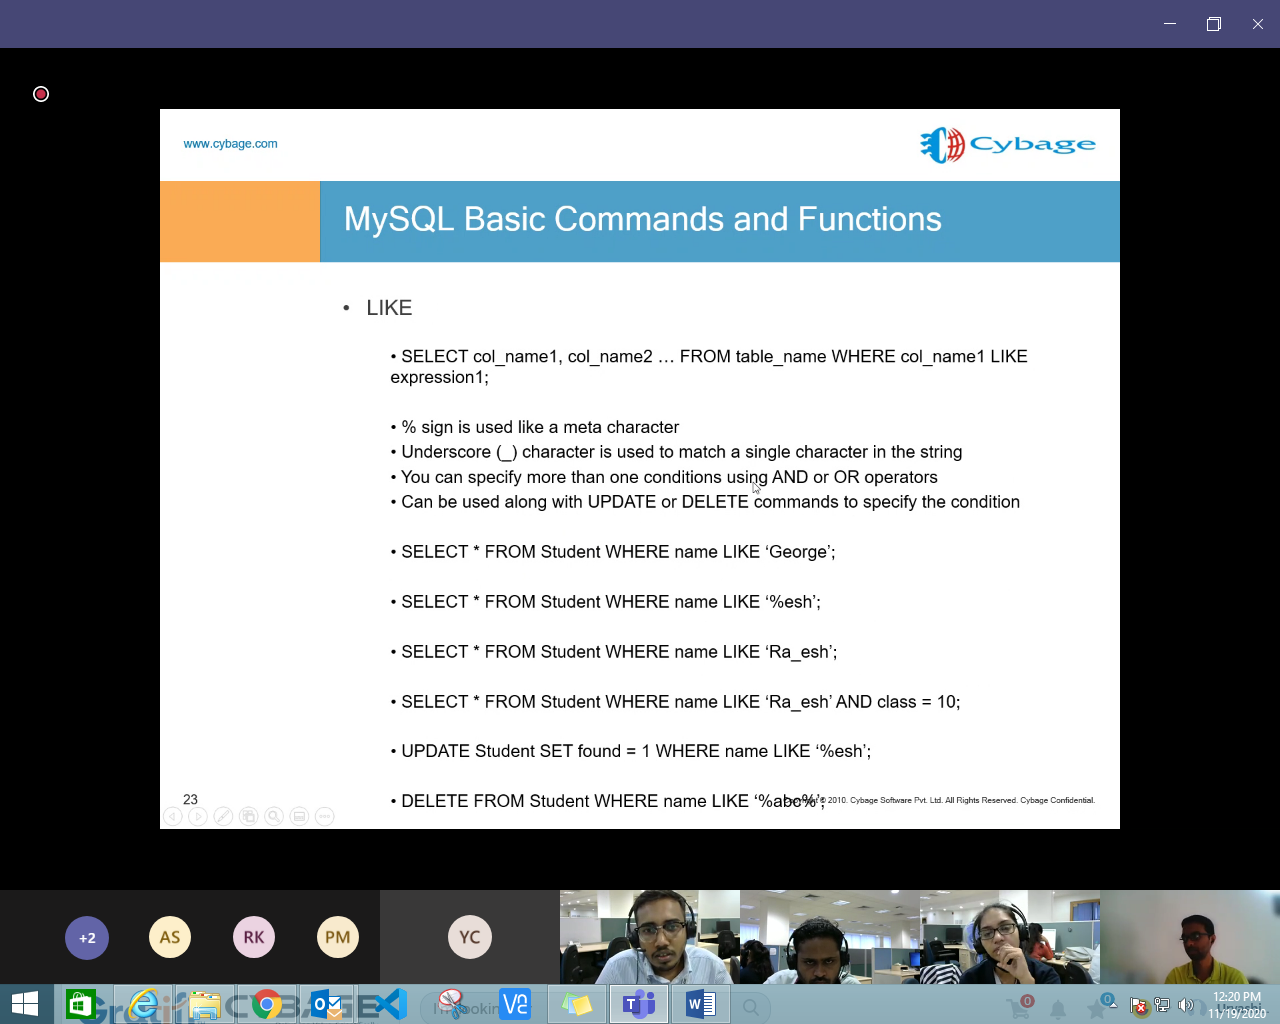 www.cybage.com
Cybage
MySQL Basic Commands and Functions
• LIKE
• SELECT col_name1, col_name2 … FROM table_name WHERE col_name1 LIKE
expression1;
• % sign is used like a meta character
• Underscore (_) character is used to match a single character in the string
• You can specify more than one conditions using AND or OR operators
• Can be used along with UPDATE or DELETE commands to specify the condition
• SELECT * FROM Student WHERE name LIKE ‘George’;
• SELECT * FROM Student WHERE name LIKE ‘%esh’;
• SELECT * FROM Student WHERE name LIKE ‘Ra_esh’;
• SELECT * FROM Student WHERE name LIKE ‘Ra_esh’ AND class = 10;
• UPDATE Student SET found = 1 WHERE name LIKE ‘%esh’;
• DELETE FROM Student WHERE name LIKE ‘%abc%’;
23
© 2010. Cybage Software Pvt. Ltd. All Rights Reserved. Cybage Confidential.
+2 AS RK PM YC
CYBAGE
0 0
12:20 PM
11/19/2020